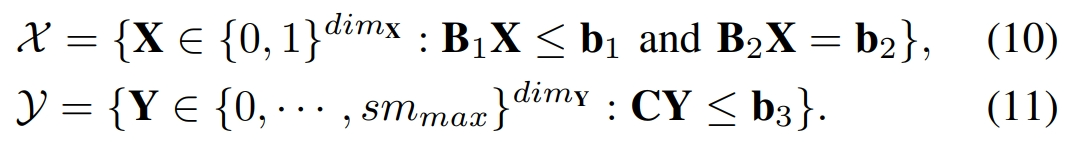 𝒳 = {𝐗 ∈ {0, 1}^{dim_𝐗} : 𝐁₁𝐗 ≤ 𝐛₁ and 𝐁₂𝐗 = 𝐛₂}, (10)
𝒴 = {𝐘 ∈ {0, ⋯ , sm_{max}}^{dim_𝐘} : 𝐂𝐘 ≤ 𝐛₃}. (11)